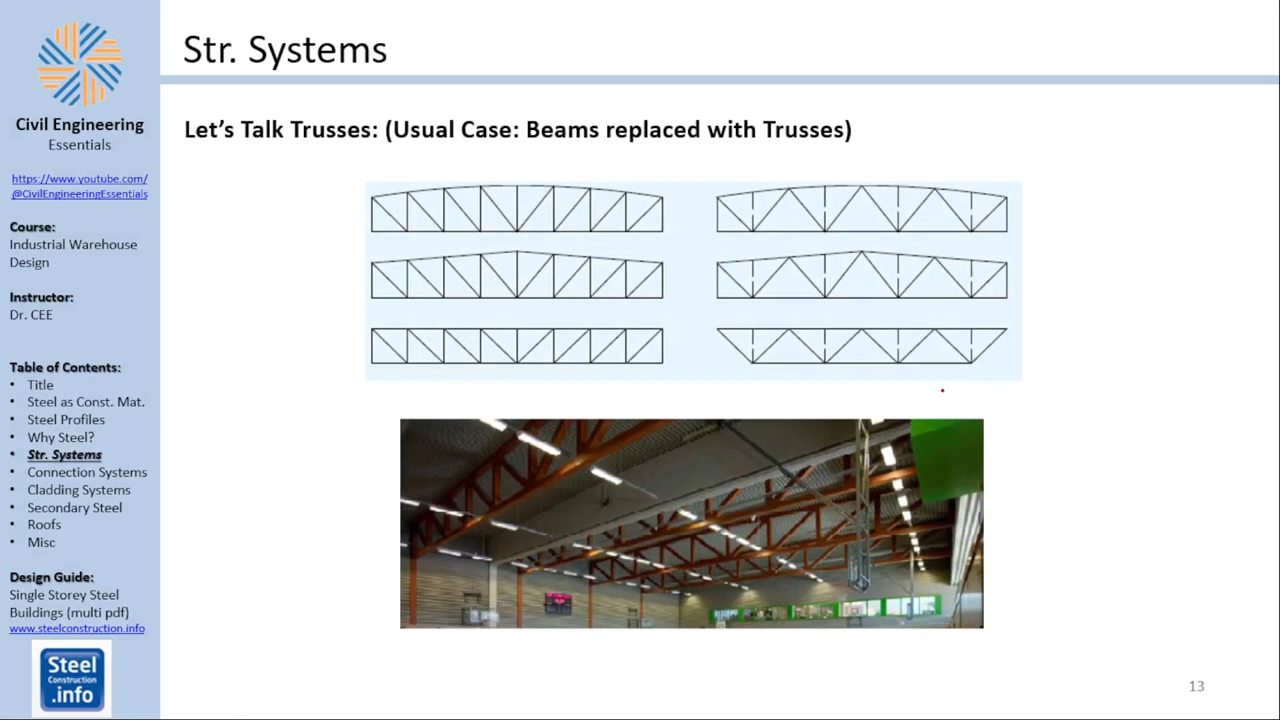 Str. Systems
Civil Engineering
Essentials
https://www.youtube.com/
@CivilEngineeringEssentials
Course:
Industrial Warehouse
Design
Instructor:
Dr. CEE
Table of Contents:
• Title
• Steel as Const. Mat.
• Steel Profiles
• Why Steel?
• Str. Systems
• Connection Systems
• Cladding Systems
• Secondary Steel
• Roofs
• Misc
Design Guide:
Single Storey Steel
Buildings (multi pdf)
www.steelconstruction.info
Steel
Construction
.info
Let’s Talk Trusses: (Usual Case: Beams replaced with Trusses)
13